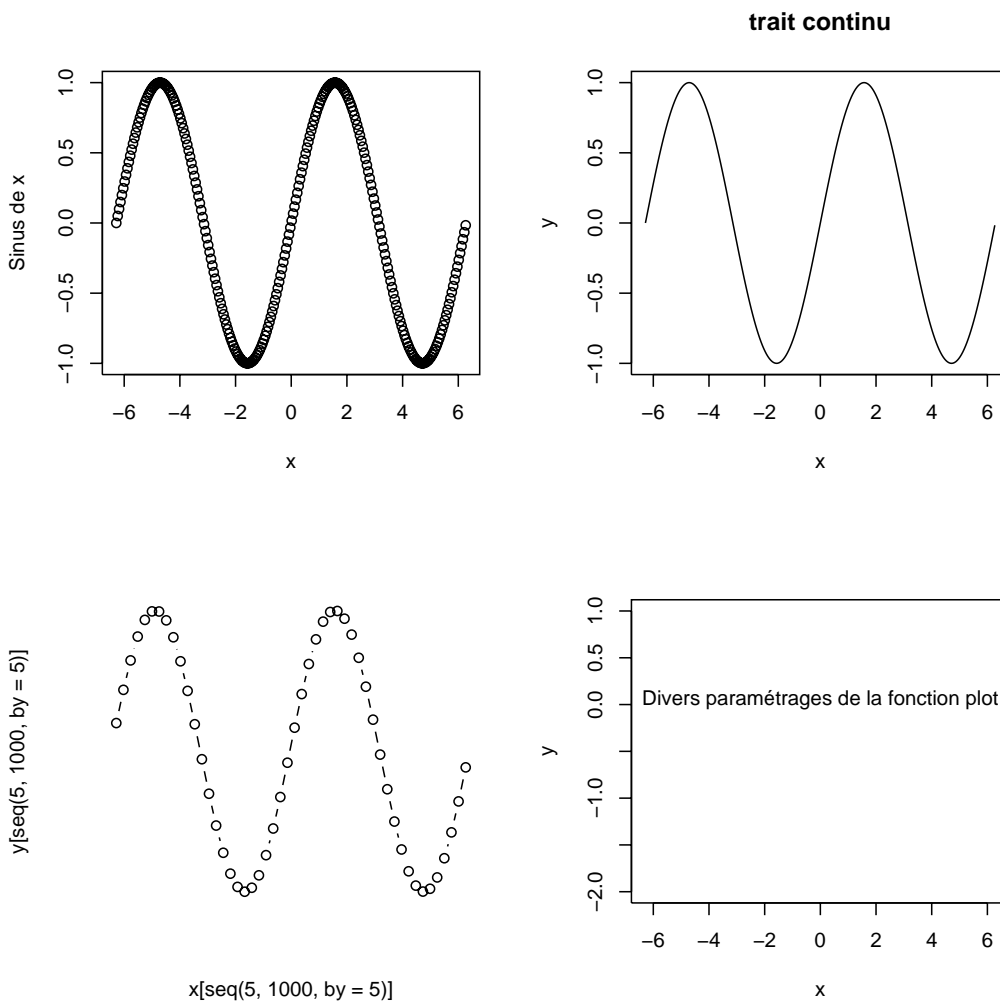 trait continu
Sinus de x
1.0
0.5
0.0
−0.5
−1.0
−6 −4 −2 0 2 4 6
x
y
1.0
0.5
0.0
−0.5
−1.0
−6 −4 −2 0 2 4 6
x
y[seq(5, 1000, by = 5)]
x[seq(5, 1000, by = 5)]
y
1.0
0.5
0.0
−1.0
−2.0
Divers paramétrages de la fonction plot
−6 −4 −2 0 2 4 6
x